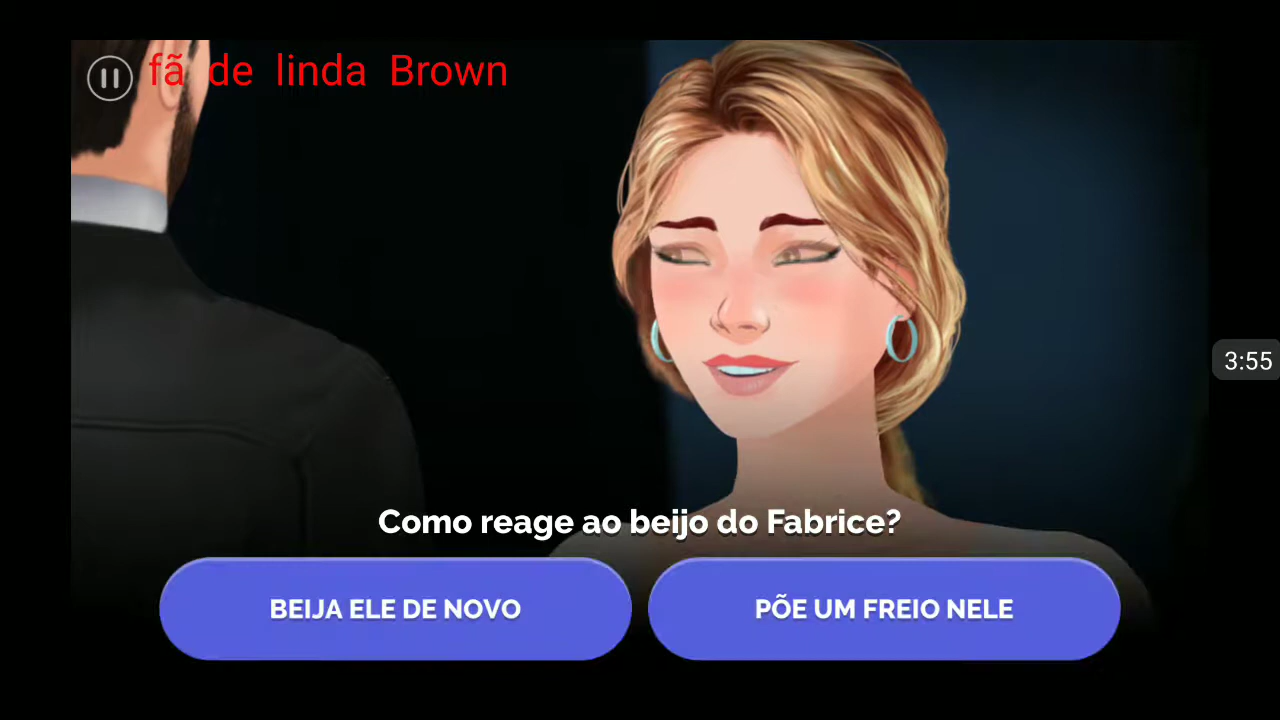 fã de linda Brown
3:55
Como reage ao beijo do Fabrice?
BEIJA ELE DE NOVO
PÕE UM FREIO NELE